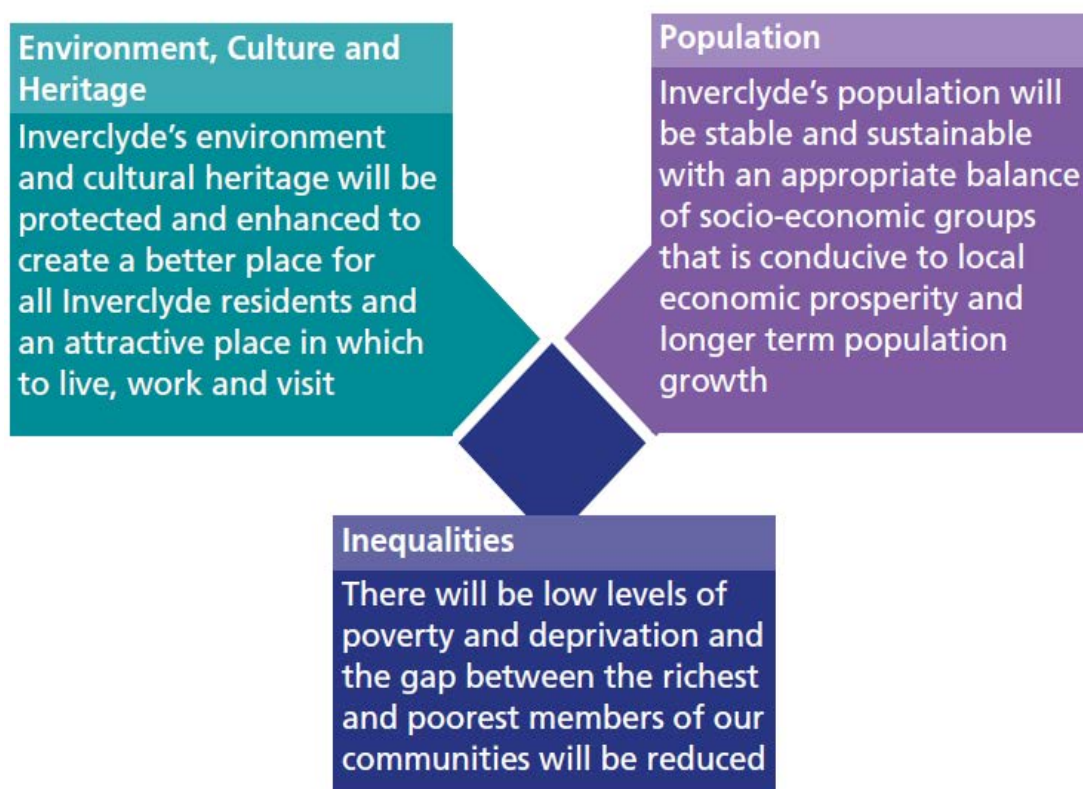 Environment, Culture and
Heritage
Inverclyde’s environment
and cultural heritage will be
protected and enhanced to
create a better place for
all Inverclyde residents and
an attractive place in which
to live, work and visit
Population
Inverclyde’s population will
be stable and sustainable
with an appropriate balance
of socio-economic groups
that is conducive to local
economic prosperity and
longer term population
growth
Inequalities
There will be low levels of
poverty and deprivation and
the gap between the richest
and poorest members of our
communities will be reduced